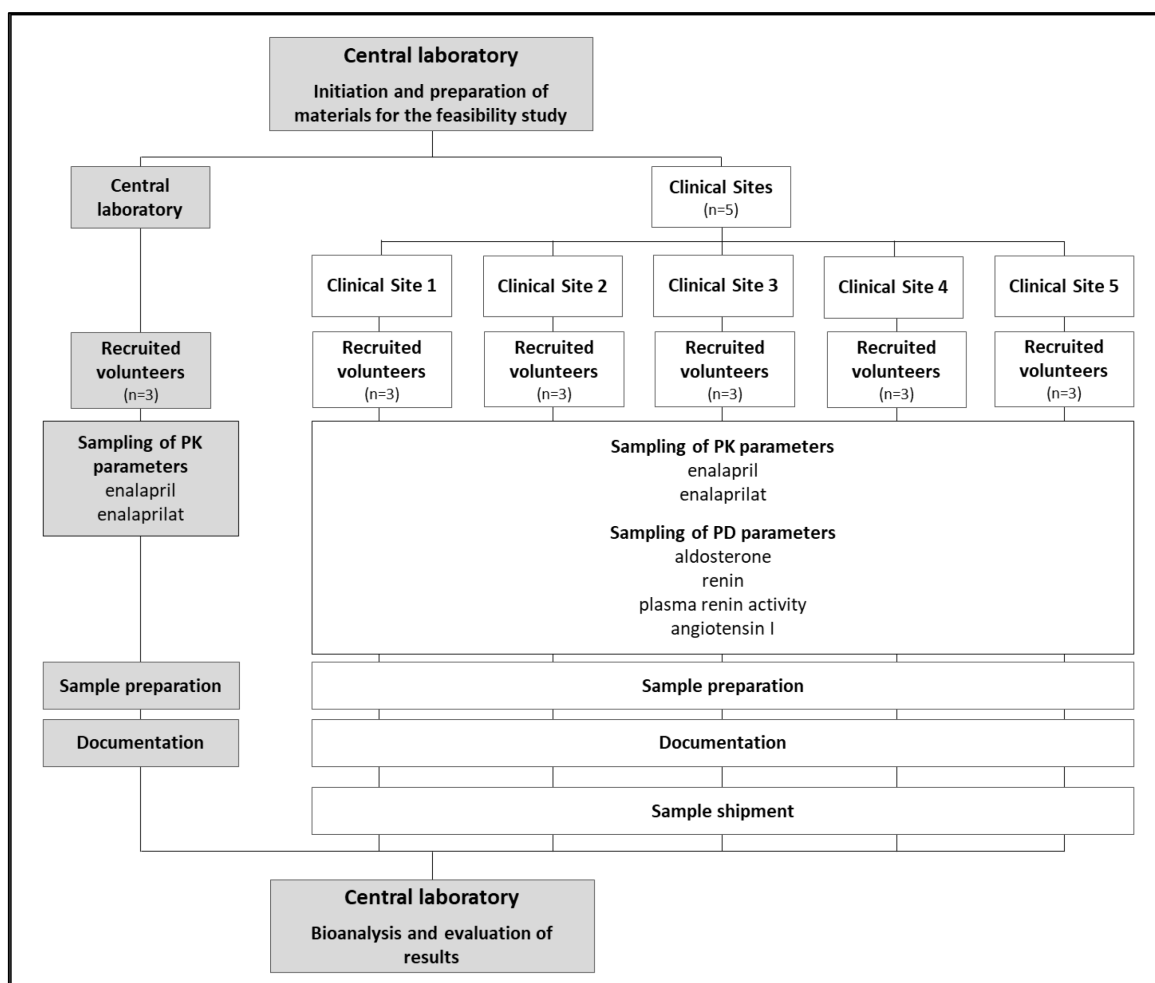 Central laboratory
Initiation and preparation of
materials for the feasibility study
Central
laboratory
Clinical Sites
(n=5)
Clinical Site 1
Clinical Site 2
Clinical Site 3
Clinical Site 4
Clinical Site 5
Recruited
volunteers
(n=3)
Recruited
volunteers
(n=3)
Recruited
volunteers
(n=3)
Recruited
volunteers
(n=3)
Recruited
volunteers
(n=3)
Recruited
volunteers
(n=3)
Sampling of PK
parameters
enalapril
enalaprilat
Sampling of PK parameters
enalapril
enalaprilat
Sampling of PD parameters
aldosterone
renin
plasma renin activity
angiotensin I
Sample preparation
Sample preparation
Documentation
Documentation
Sample shipment
Central laboratory
Bioanalysis and evaluation of
results